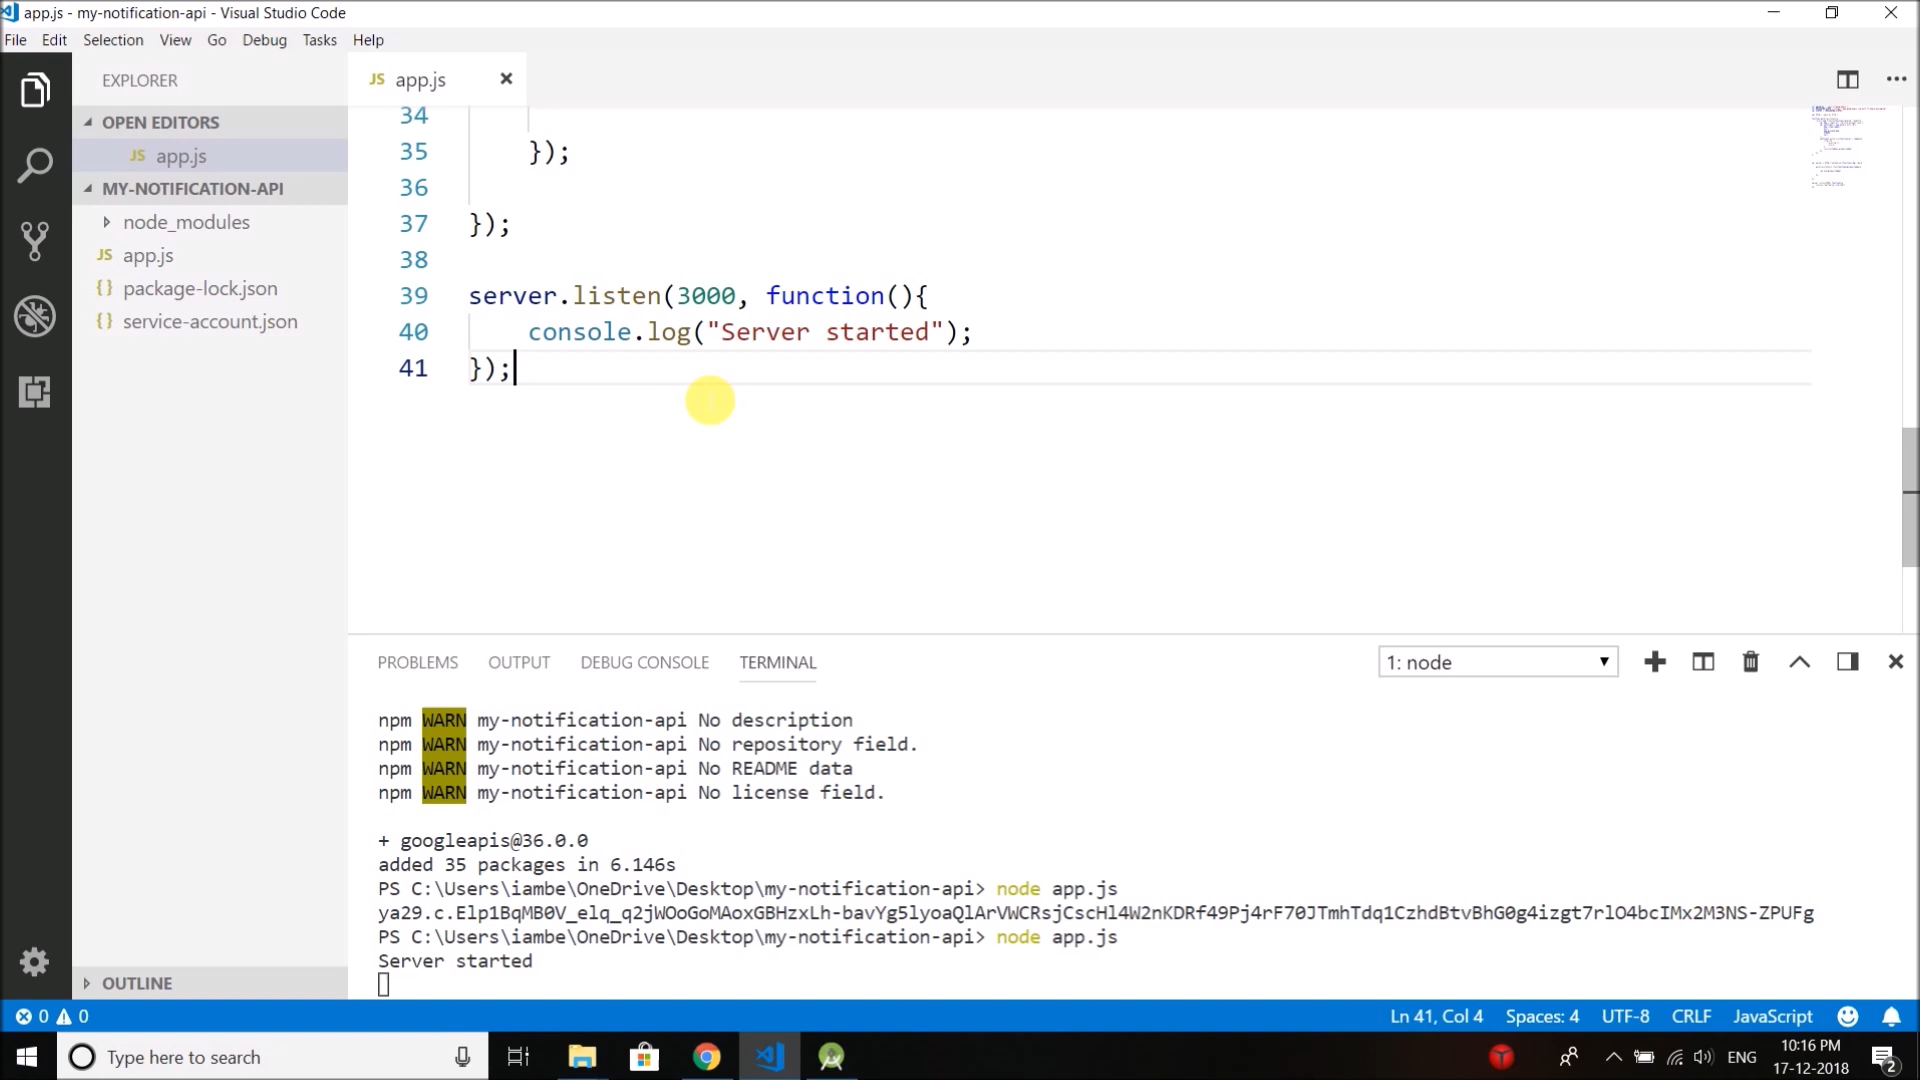 app.js - my-notification-api - Visual Studio Code
File Edit Selection View Go Debug Tasks Help
EXPLORER
OPEN EDITORS
JS app.js
MY-NOTIFICATION-API
node_modules
JS app.js
{} package-lock.json
{} service-account.json
OUTLINE
JS app.js
34
35 });
36
37 });
38
39 server.listen(3000, function(){
40 console.log("Server started");
41 });
PROBLEMS OUTPUT DEBUG CONSOLE TERMINAL 1: node
npm WARN my-notification-api No description
npm WARN my-notification-api No repository field.
npm WARN my-notification-api No README data
npm WARN my-notification-api No license field.
+ googleapis@36.0.0
added 35 packages in 6.146s
PS C:\Users\iambe\OneDrive\Desktop\my-notification-api> node app.js
ya29.c.Elp1BqMB0V_elq_q2jWOoGoMAoxGBHzxLh-bavYg5lyoaQlArVWCRsjCscHl4W2nKDRf49Pj4rF70JTmhTdq1CzhdBtvBhG0g4izgt7rlO4bcIMx2M3NS-ZPUFg
PS C:\Users\iambe\OneDrive\Desktop\my-notification-api> node app.js
Server started
0 0 Ln 41, Col 4 Spaces: 4 UTF-8 CRLF JavaScript
Type here to search
ENG
10:16 PM
17-12-2018
2